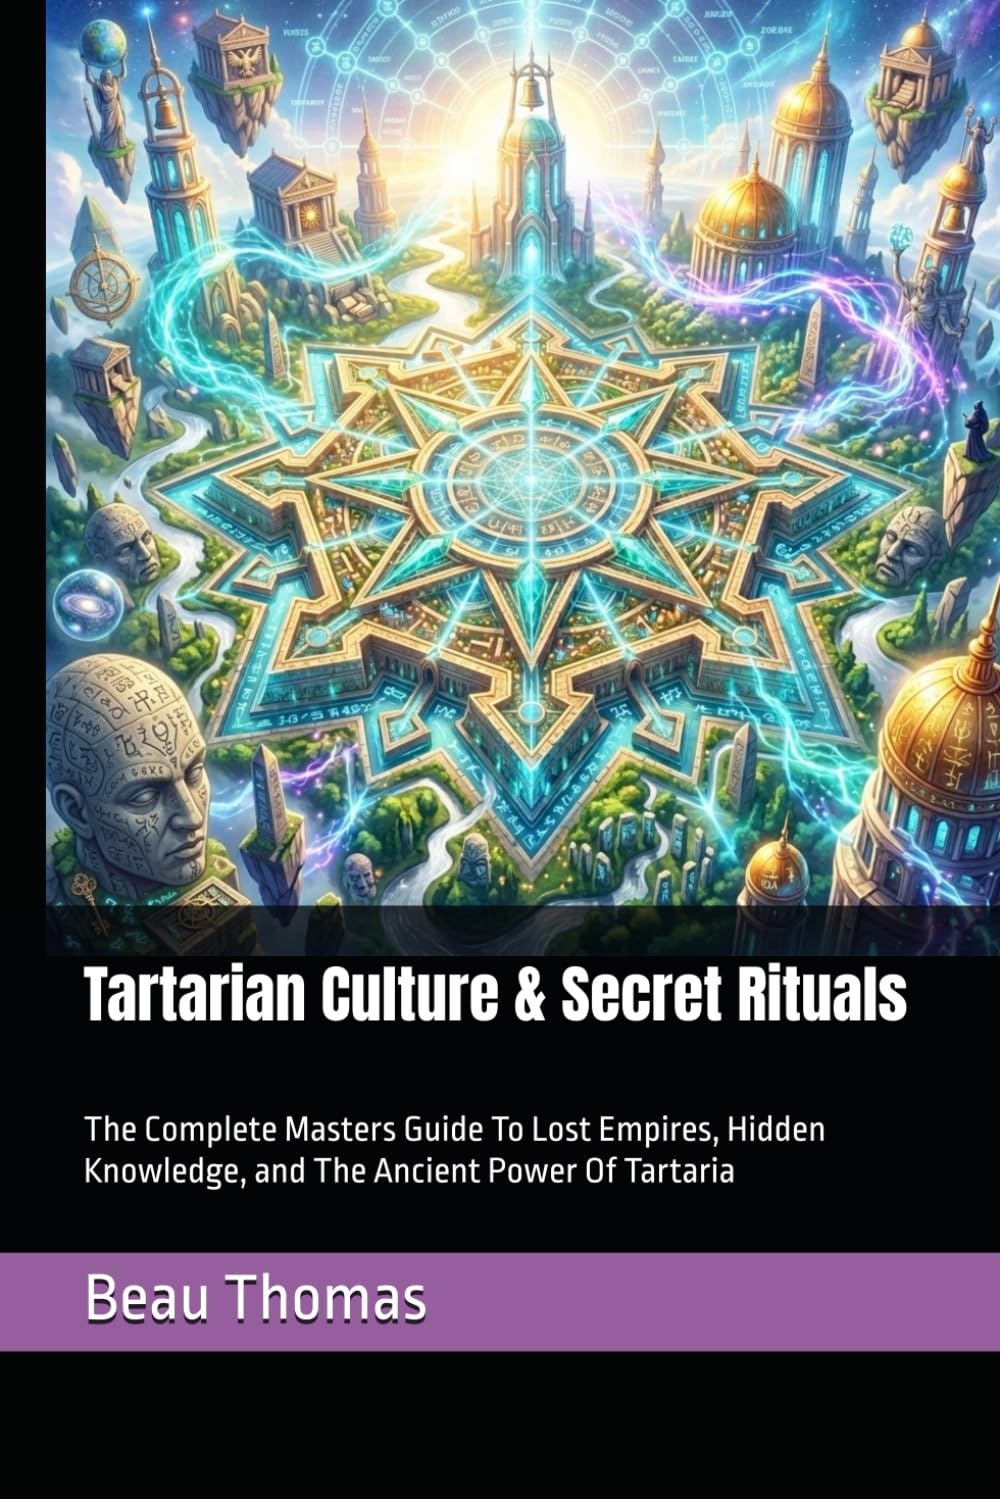 Tartarian Culture & Secret Rituals
The Complete Masters Guide To Lost Empires, Hidden
Knowledge, and The Ancient Power Of Tartaria
Beau Thomas